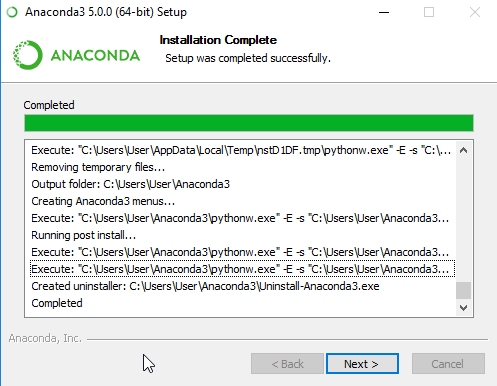 Anaconda3 5.0.0 (64-bit) Setup
ANACONDA
Installation Complete
Setup was completed successfully.
Completed
Execute: "C:\Users\User\AppData\Local\Temp\nstD1DF.tmp\pythonw.exe" -E -s "C:\...
Removing temporary files...
Output folder: C:\Users\User\Anaconda3
Creating Anaconda3 menus...
Execute: "C:\Users\User\Anaconda3\pythonw.exe" -E -s "C:\Users\User\Anaconda3...
Running post install...
Execute: "C:\Users\User\Anaconda3\pythonw.exe" -E -s "C:\Users\User\Anaconda3...
Execute: "C:\Users\User\Anaconda3\pythonw.exe" -E -s "C:\Users\User\Anaconda3...
Created uninstaller: C:\Users\User\Anaconda3\Uninstall-Anaconda3.exe
Completed
Anaconda, Inc.
< Back
Next >
Cancel